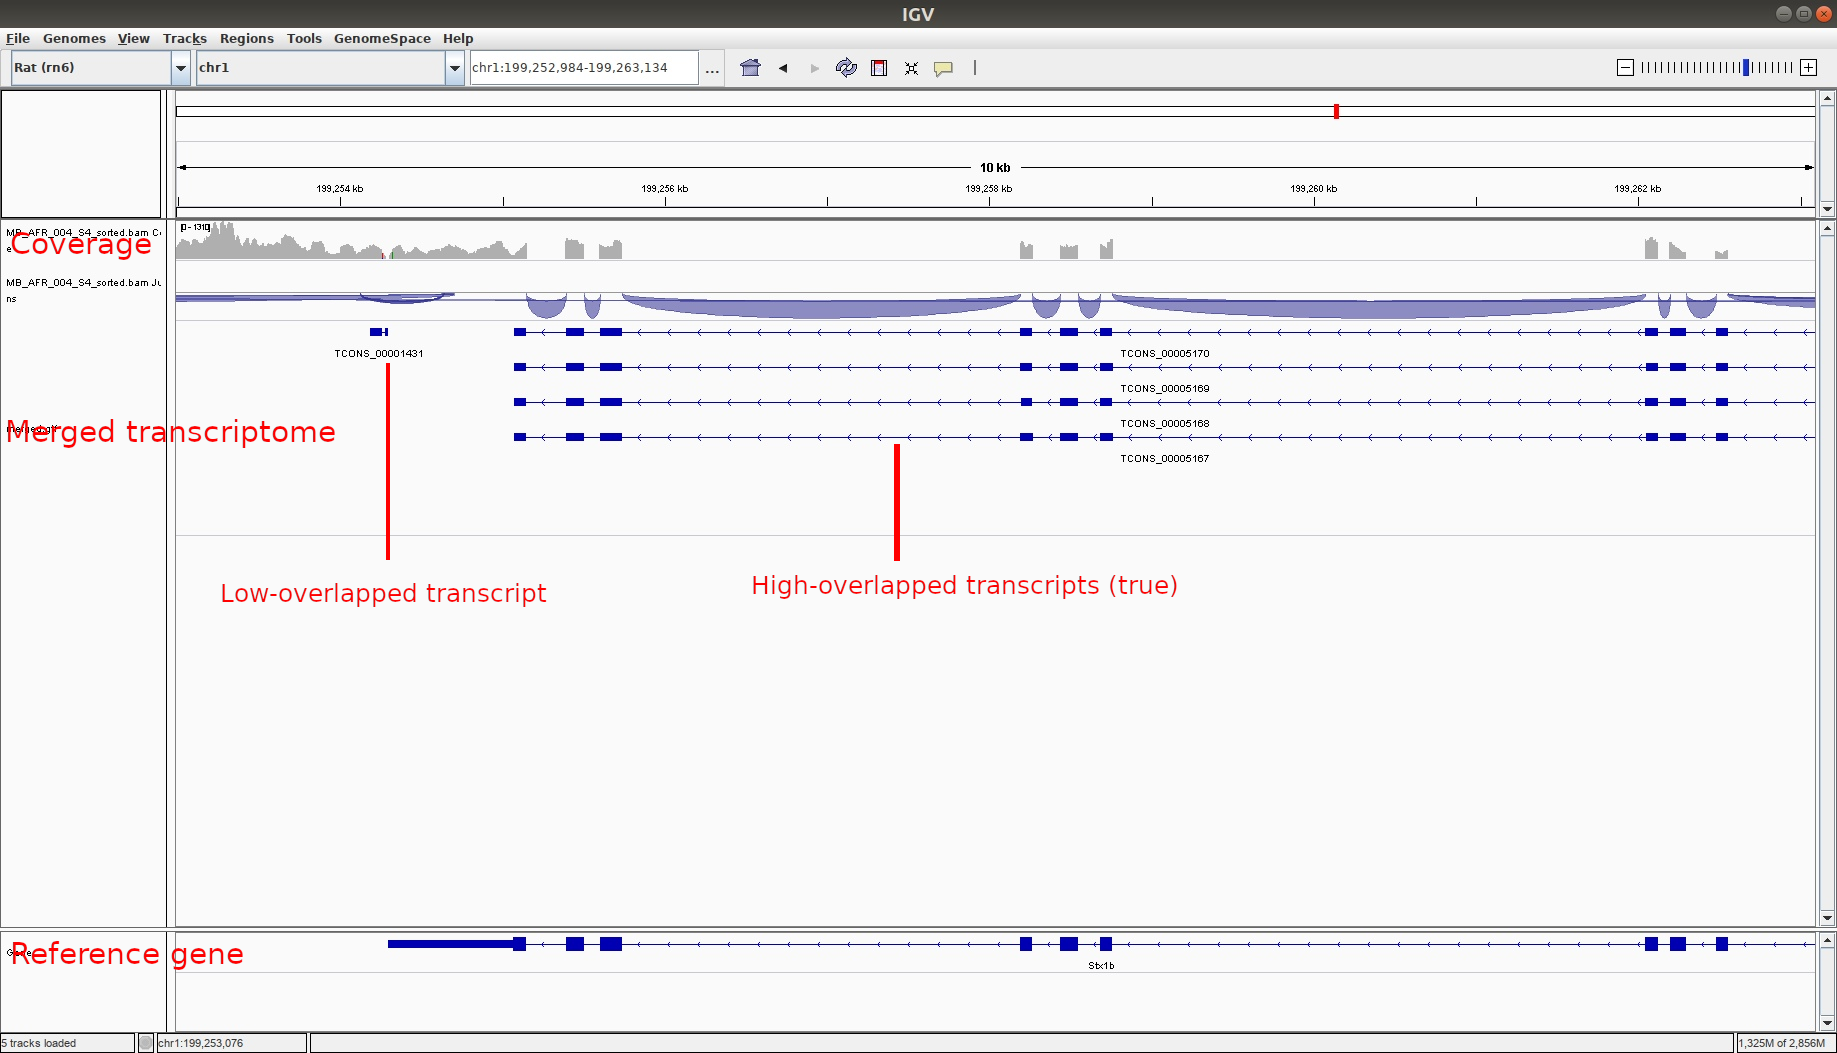 IGV
File Genomes View Tracks Regions Tools GenomeSpace Help
Rat (rn6) chr1 chr1:199,252,984-199,263,134 ...
10 kb
199,254 kb 199,256 kb 199,258 kb 199,260 kb 199,262 kb
MB_AFR_004_S4_sorted.bam Co
e
[0 - 1310]
Coverage
MB_AFR_004_S4_sorted.bam Ju
ns
TCONS_00001431 TCONS_00005170
TCONS_00005169
TCONS_00005168
Merged transcriptome
TCONS_00005167
Low-overlapped transcript
High-overlapped transcripts (true)
Reference gene
Stx1b
5 tracks loaded chr1:199,253,076 1,325M of 2,856M